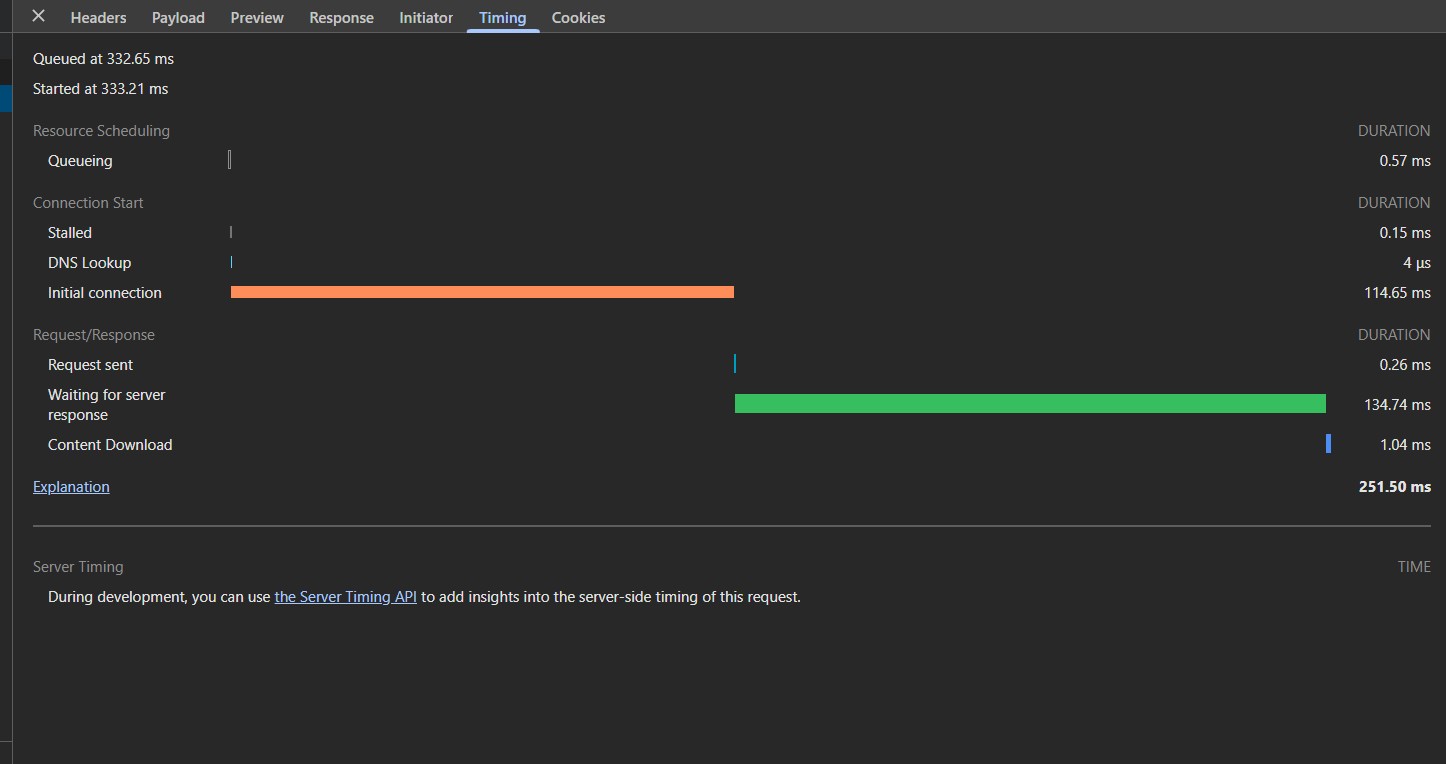 Headers Payload Preview Response Initiator Timing Cookies
Queued at 332.65 ms
Started at 333.21 ms
Resource Scheduling DURATION
Queueing 0.57 ms
Connection Start DURATION
Stalled 0.15 ms
DNS Lookup 4 μs
Initial connection 114.65 ms
Request/Response DURATION
Request sent 0.26 ms
Waiting for server
response 134.74 ms
Content Download 1.04 ms
Explanation 251.50 ms
Server Timing TIME
During development, you can use the Server Timing API to add insights into the server-side timing of this request.